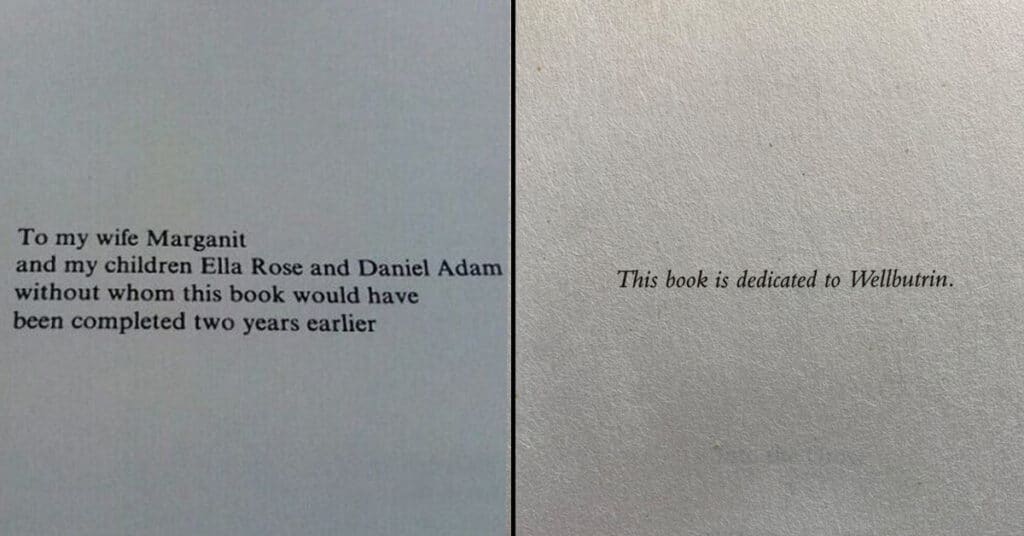 To my wife Marganit
and my children Ella Rose and Daniel Adam
without whom this book would have
been completed two years earlier
This book is dedicated to Wellbutrin.